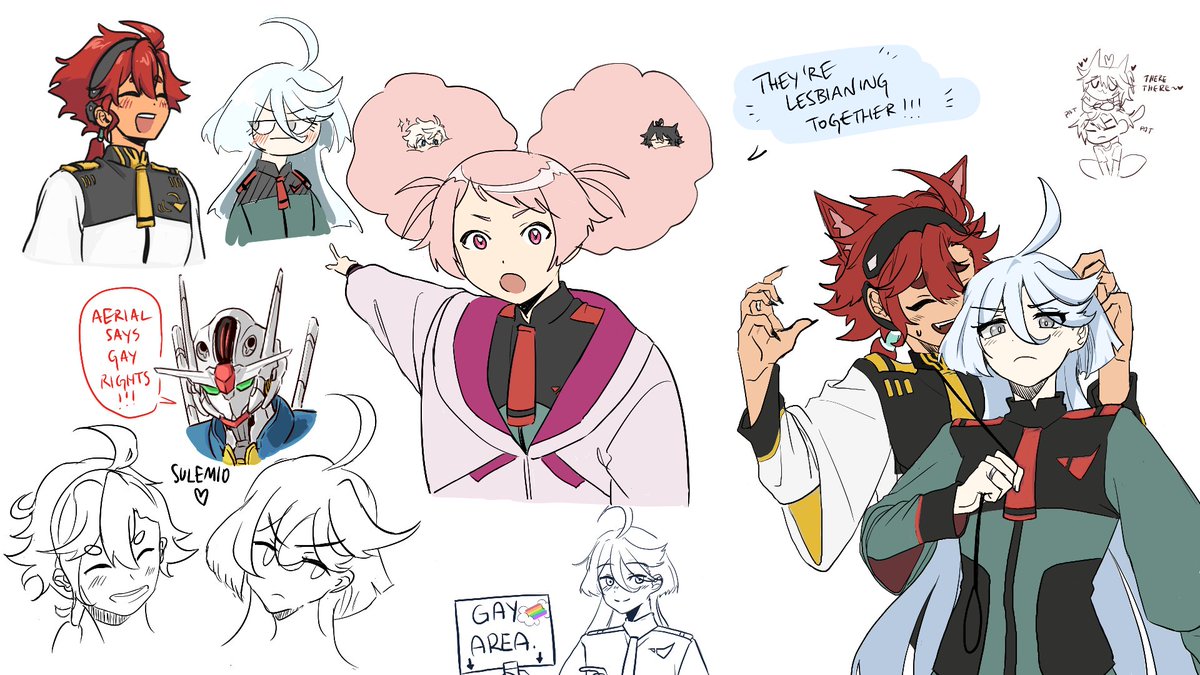 THEY'RE
LESBIANING
TOGETHER!!!
THERE
THERE~
PAT
PAT
AERIAL
SAYS
GAY
RIGHTS
!!!
SULEMIO
GAY
AREA.